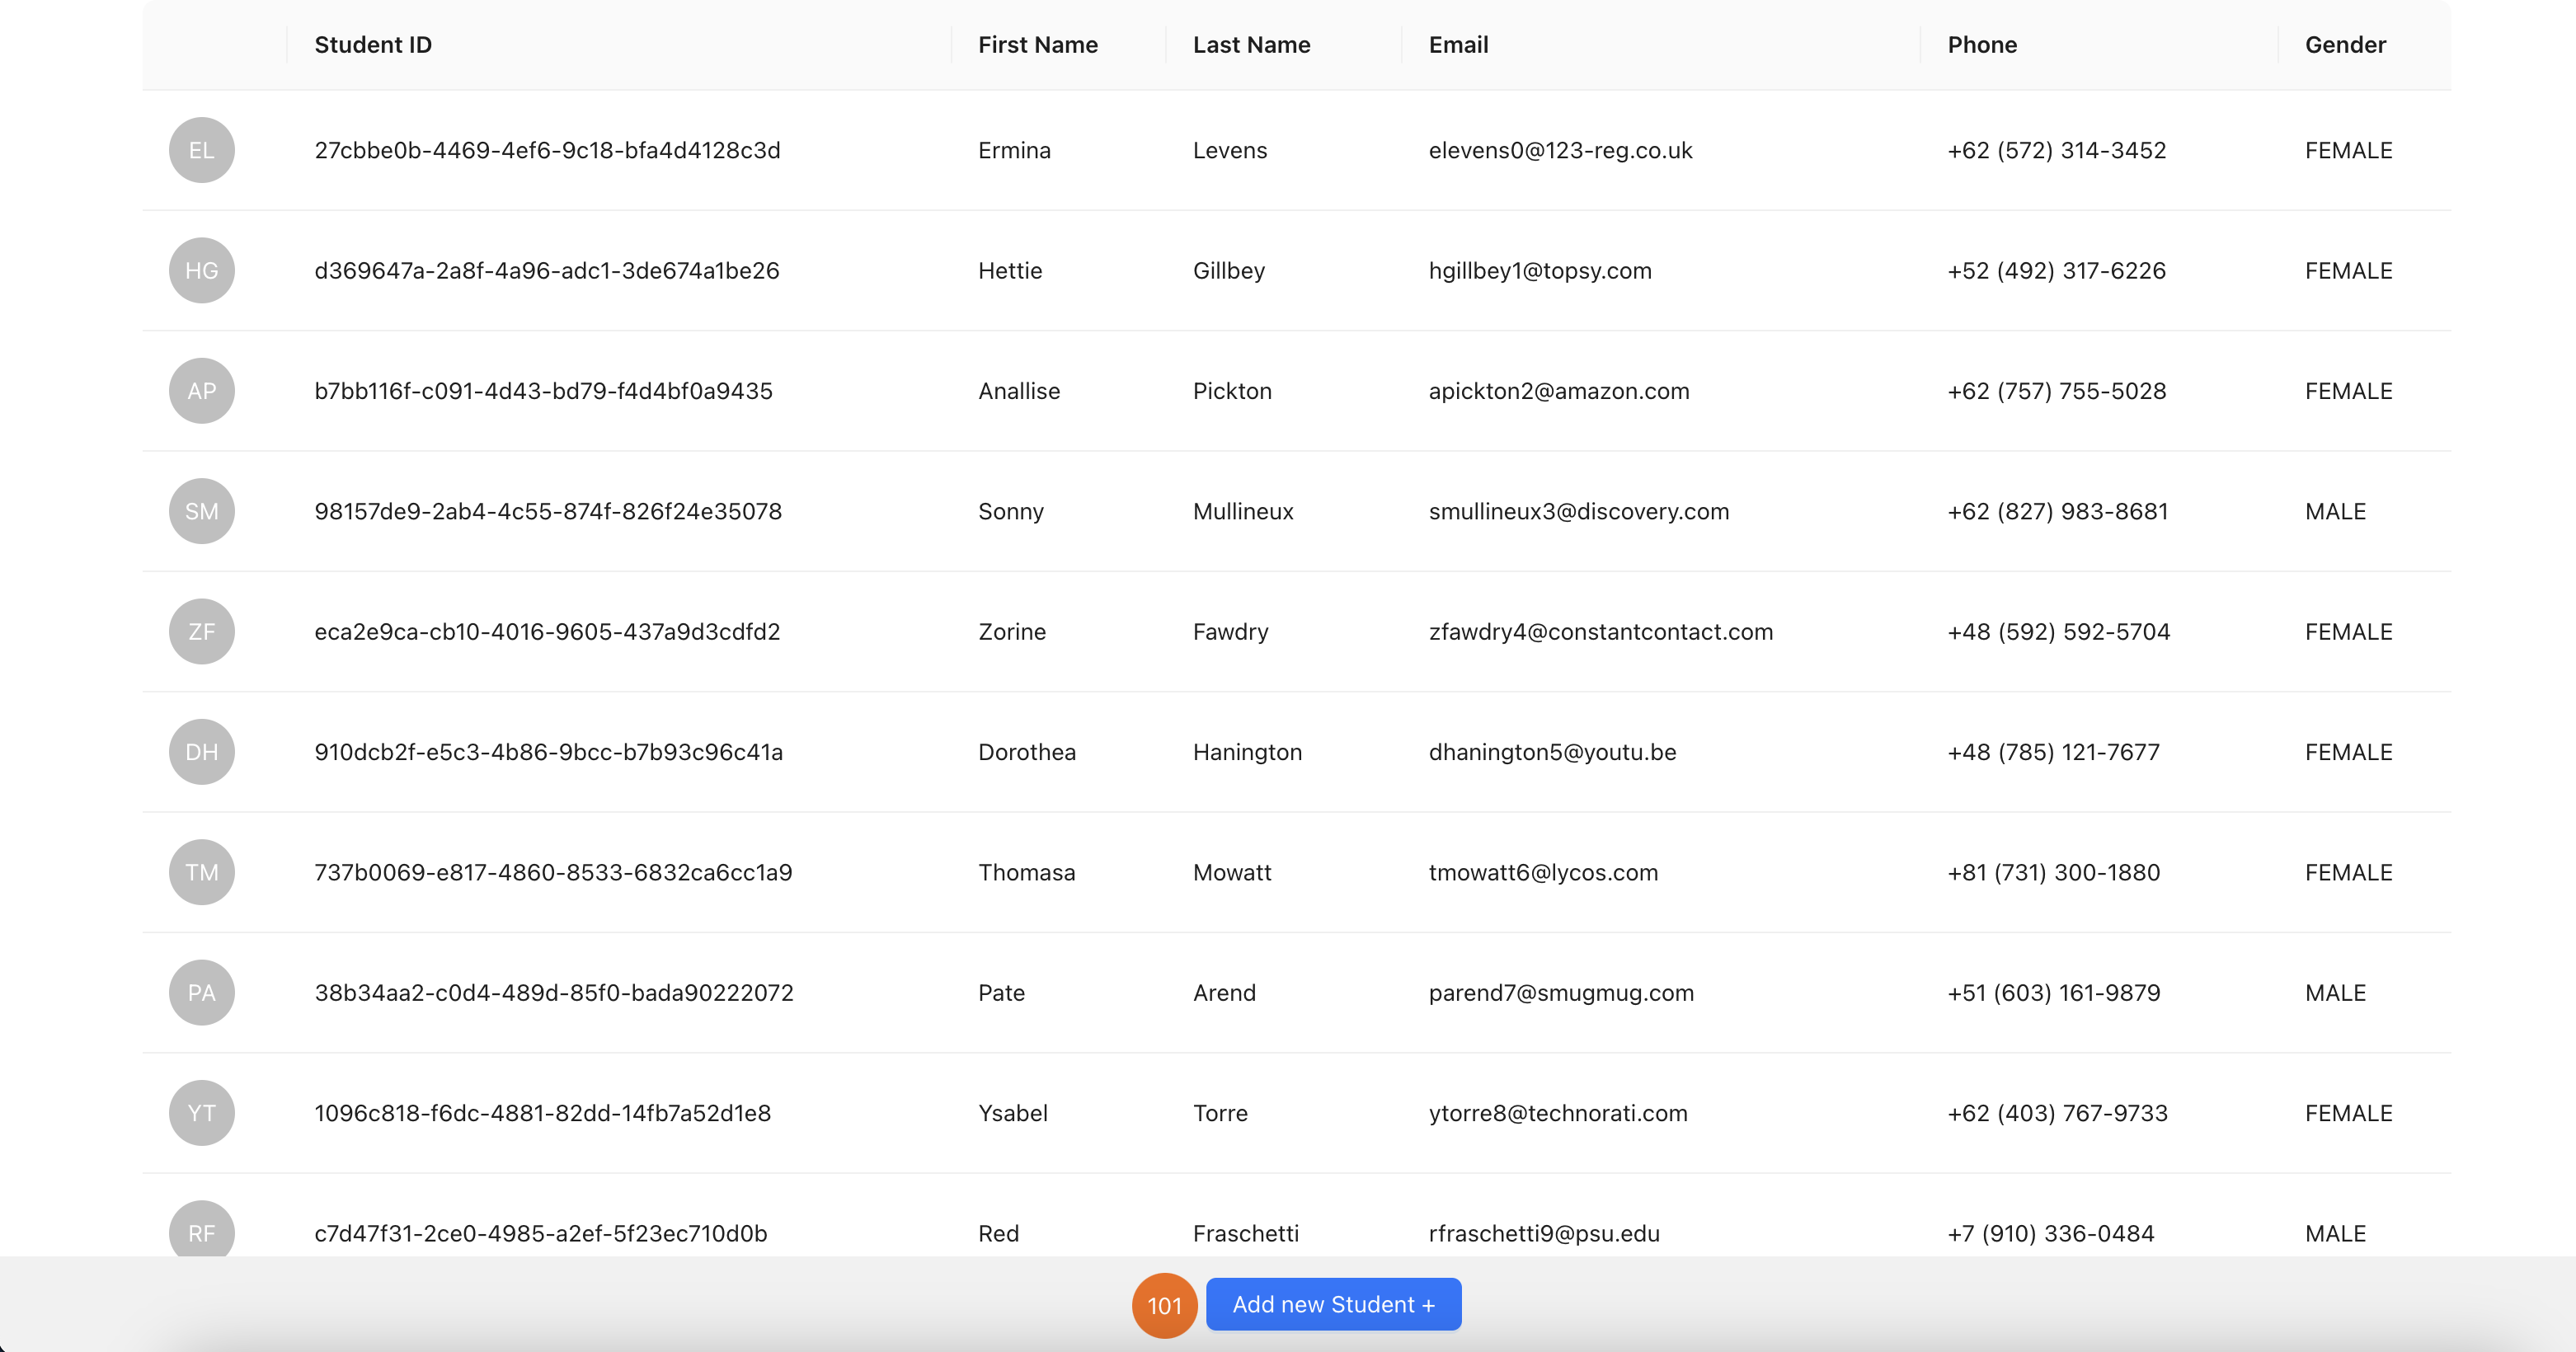 Student ID First Name Last Name Email Phone Gender
EL 27cbbe0b-4469-4ef6-9c18-bfa4d4128c3d Ermina Levens elevens0@123-reg.co.uk +62 (572) 314-3452 FEMALE
HG d369647a-2a8f-4a96-adc1-3de674a1be26 Hettie Gillbey hgillbey1@topsy.com +52 (492) 317-6226 FEMALE
AP b7bb116f-c091-4d43-bd79-f4d4bf0a9435 Anallise Pickton apickton2@amazon.com +62 (757) 755-5028 FEMALE
SM 98157de9-2ab4-4c55-874f-826f24e35078 Sonny Mullineux smullineux3@discovery.com +62 (827) 983-8681 MALE
ZF eca2e9ca-cb10-4016-9605-437a9d3cdfd2 Zorine Fawdry zfawdry4@constantcontact.com +48 (592) 592-5704 FEMALE
DH 910dcb2f-e5c3-4b86-9bcc-b7b93c96c41a Dorothea Hanington dhanington5@youtu.be +48 (785) 121-7677 FEMALE
TM 737b0069-e817-4860-8533-6832ca6cc1a9 Thomasa Mowatt tmowatt6@lycos.com +81 (731) 300-1880 FEMALE
PA 38b34aa2-c0d4-489d-85f0-bada90222072 Pate Arend parend7@smugmug.com +51 (603) 161-9879 MALE
YT 1096c818-f6dc-4881-82dd-14fb7a52d1e8 Ysabel Torre ytorre8@technorati.com +62 (403) 767-9733 FEMALE
RF c7d47f31-2ce0-4985-a2ef-5f23ec710d0b Red Fraschetti rfraschetti9@psu.edu +7 (910) 336-0484 MALE
101 Add new Student +